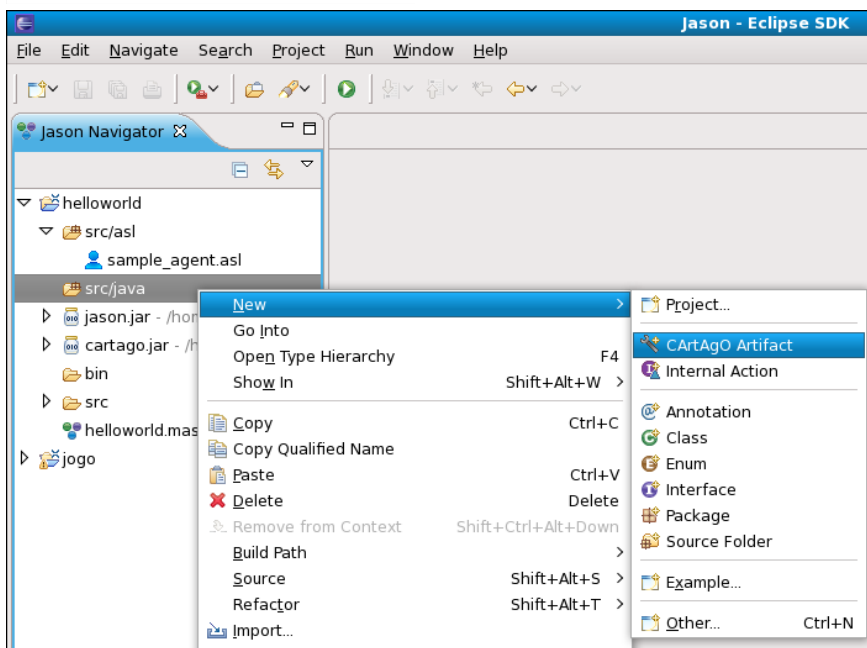 Jason - Eclipse SDK
File Edit Navigate Search Project Run Window Help
Jason Navigator
helloworld
src/asl
sample_agent.asl
src/java
jason.jar - /hor
cartago.jar - /h
bin
src
helloworld.mas
jogo
New
Go Into
Open Type Hierarchy F4
Show In Shift+Alt+W >
Copy Ctrl+C
Copy Qualified Name
Paste Ctrl+V
Delete Delete
Remove from Context Shift+Ctrl+Alt+Down
Build Path >
Source Shift+Alt+S >
Refactor Shift+Alt+T >
Import...
Project...
CArtAgO Artifact
Internal Action
Annotation
Class
Enum
Interface
Package
Source Folder
Example...
Other... Ctrl+N